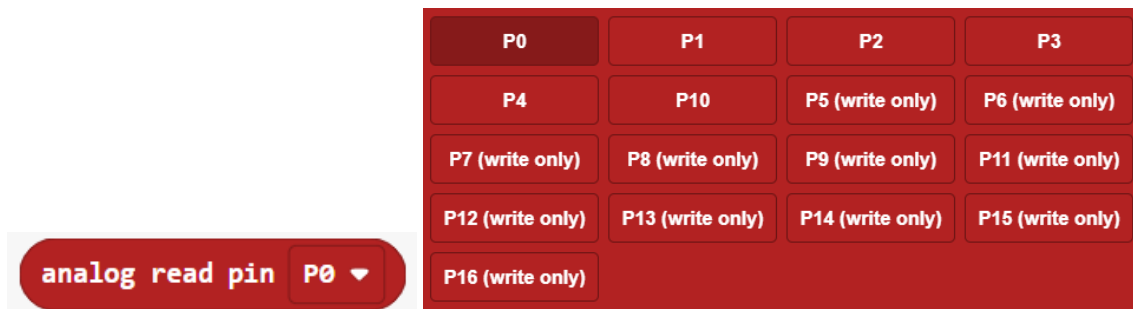 analog read pin P0
P0 P1 P2 P3
P4 P10 P5 (write only) P6 (write only)
P7 (write only) P8 (write only) P9 (write only) P11 (write only)
P12 (write only) P13 (write only) P14 (write only) P15 (write only)
P16 (write only)